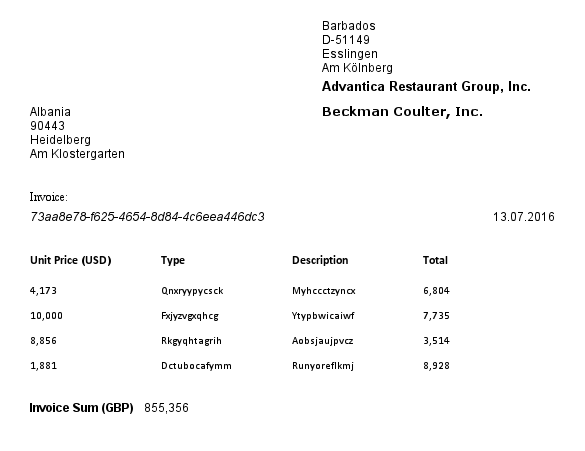 Barbados
D-51149
Esslingen
Am Kölnberg
Advantica Restaurant Group, Inc.
Beckman Coulter, Inc.
Albania
90443
Heidelberg
Am Klostergarten
Invoice:
73aa8e78-f625-4654-8d84-4c6eea446dc3 13.07.2016
Unit Price (USD) Type Description Total
4,173 Qnxryypycsck Myhccctzyncx 6,804
10,000 Fxjyzvgxqhcg Ytypbwicaiwf 7,735
8,856 Rkgyqhtagrih Aobsjaujpvcz 3,514
1,881 Dctubocafymm Runyoreflkmj 8,928
Invoice Sum (GBP) 855,356